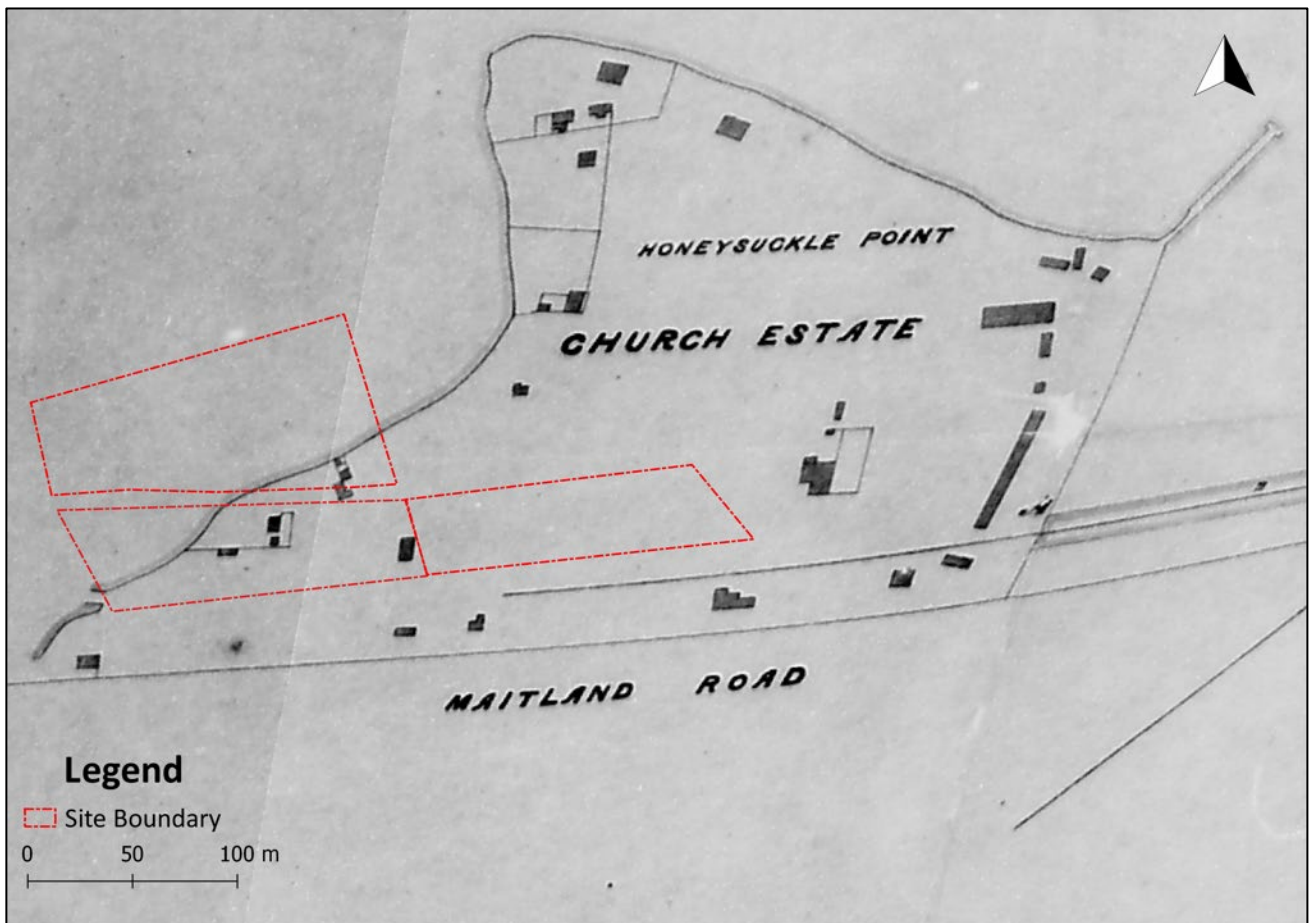 HONEYSUCKLE POINT
CHURCH ESTATE
MAITLAND ROAD
Legend
Site Boundary
0 50 100 m